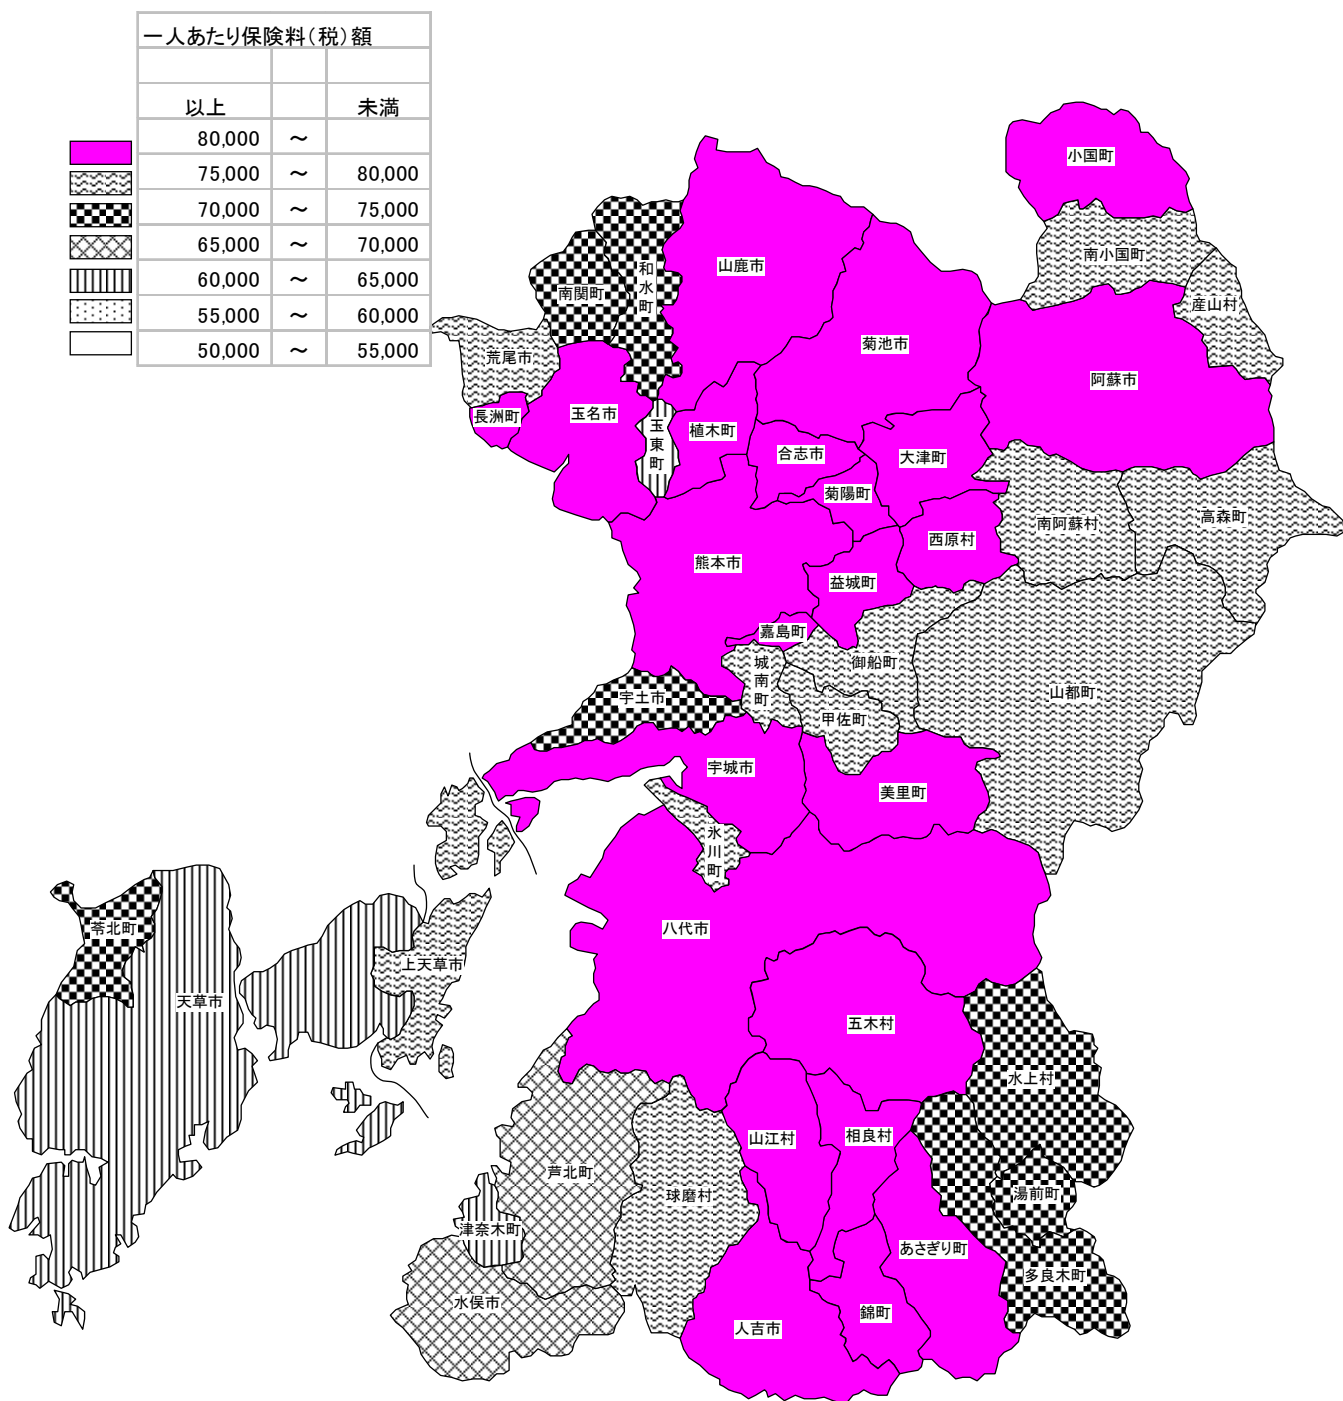 一人あたり保険料(税)額
以上 未満
80,000 ～
75,000 ～ 80,000
70,000 ～ 75,000
65,000 ～ 70,000
60,000 ～ 65,000
55,000 ～ 60,000
50,000 ～ 55,000
小国町
南小国町
産山村
山鹿市
和水町
南関町
菊池市
荒尾市
阿蘇市
長洲町
玉名市
玉東町
植木町
合志市
大津町
菊陽町
南阿蘇村
高森町
西原村
熊本市
益城町
嘉島町
城南町
御船町
山都町
宇土市
甲佐町
宇城市
美里町
氷川町
八代市
苓北町
上天草市
天草市
五木村
水上村
山江村
相良村
芦北町
球磨村
湯前町
津奈木町
あさぎり町
多良木町
水俣市
錦町
人吉市